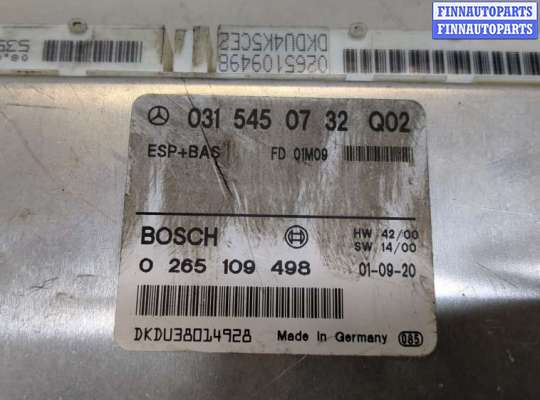 FINNAUTOPARTS
FINNAUTOPARTS
DKDU4K5CE2
0265109498
031 545 07 32 Q02
ESP+BAS FD 01M09
BOSCH HW 42/00
SW 14/00
0 265 109 498 01-09-20
DKDU38014928 Made in Germany 085